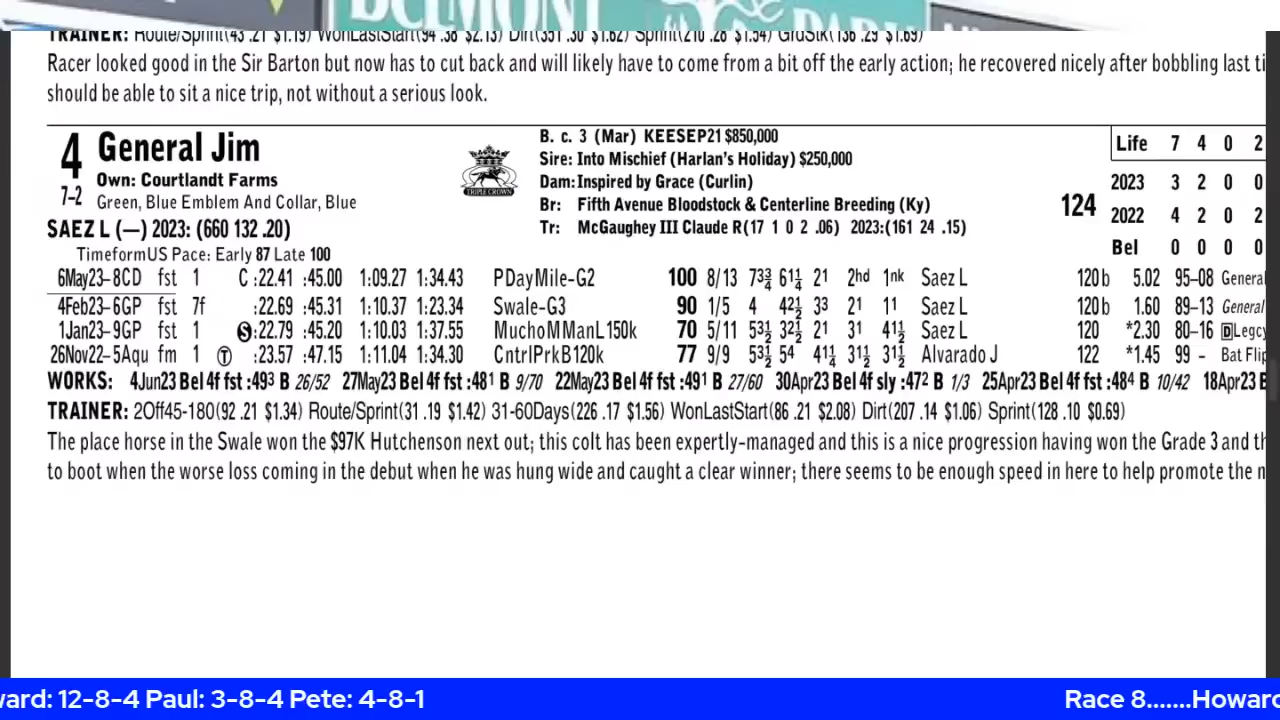 BELMONT PARK
TRAINER: Route/Sprint(43 .21 $1.19) WonLastStart(94 .38 $2.13) Dirt(351 .30 $1.62) Sprint(210 .28 $1.54) GrdStk(136 .29 $1.69)
Racer looked good in the Sir Barton but now has to cut back and will likely have to come from a bit off the early action; he recovered nicely after bobbling last ti
should be able to sit a nice trip, not without a serious look.
4 General Jim
7-2
Own: Courtlandt Farms
Green, Blue Emblem And Collar, Blue
SAEZ L (—) 2023: (660 132 .20)
TRIPLE CROWN
B. c. 3 (Mar) KEESEP21 $850,000
Sire: Into Mischief (Harlan's Holiday) $250,000
Dam: Inspired by Grace (Curlin)
Br: Fifth Avenue Bloodstock & Centerline Breeding (Ky)
Tr: McGaughey III Claude R(17 1 0 2 .06) 2023:(161 24 .15)
124
Life 7 4 0 2
2023 3 2 0 0
2022 4 2 0 2
Bel 0 0 0 0
TimeformUS Pace: Early 87 Late 100
6May23-8CD fst 1 C :22.41 :45.00 1:09.27 1:34.43 PDayMile-G2 100 8/13 73¾ 61¼ 21 2hd 1nk Saez L 120b 5.02 95-08 General
4Feb23-6GP fst 7f :22.69 :45.31 1:10.37 1:23.34 Swale-G3 90 1/5 4 42½ 33 21 11 Saez L 120b 1.60 89-13 General
1Jan23-9GP fst 1 Ⓢ:22.79 :45.20 1:10.03 1:37.55 MuchoMManL150k 70 5/11 53½ 32½ 21 31 41½ Saez L 120 *2.30 80-16 DLegcy
26Nov22-5Aqu fm 1 Ⓣ :23.57 :47.15 1:11.04 1:34.30 CntrlPrkB120k 77 9/9 53½ 54 41¼ 31½ 31½ Alvarado J 122 *1.45 99 - Bat Flip
WORKS: 4Jun23 Bel 4f fst :493 B 26/52 27May23 Bel 4f fst :481 B 9/70 22May23 Bel 4f fst :491 B 27/60 30Apr23 Bel 4f sly :472 B 1/3 25Apr23 Bel 4f fst :484 B 10/42 18Apr23 B
TRAINER: 2Off45-180(92 .21 $1.34) Route/Sprint(31 .19 $1.42) 31-60Days(226 .17 $1.56) WonLastStart(86 .21 $2.08) Dirt(207 .14 $1.06) Sprint(128 .10 $0.69)
The place horse in the Swale won the $97K Hutchenson next out; this colt has been expertly-managed and this is a nice progression having won the Grade 3 and th
to boot when the worse loss coming in the debut when he was hung wide and caught a clear winner; there seems to be enough speed in here to help promote the n
ward: 12-8-4 Paul: 3-8-4 Pete: 4-8-1 Race 8.......Howard